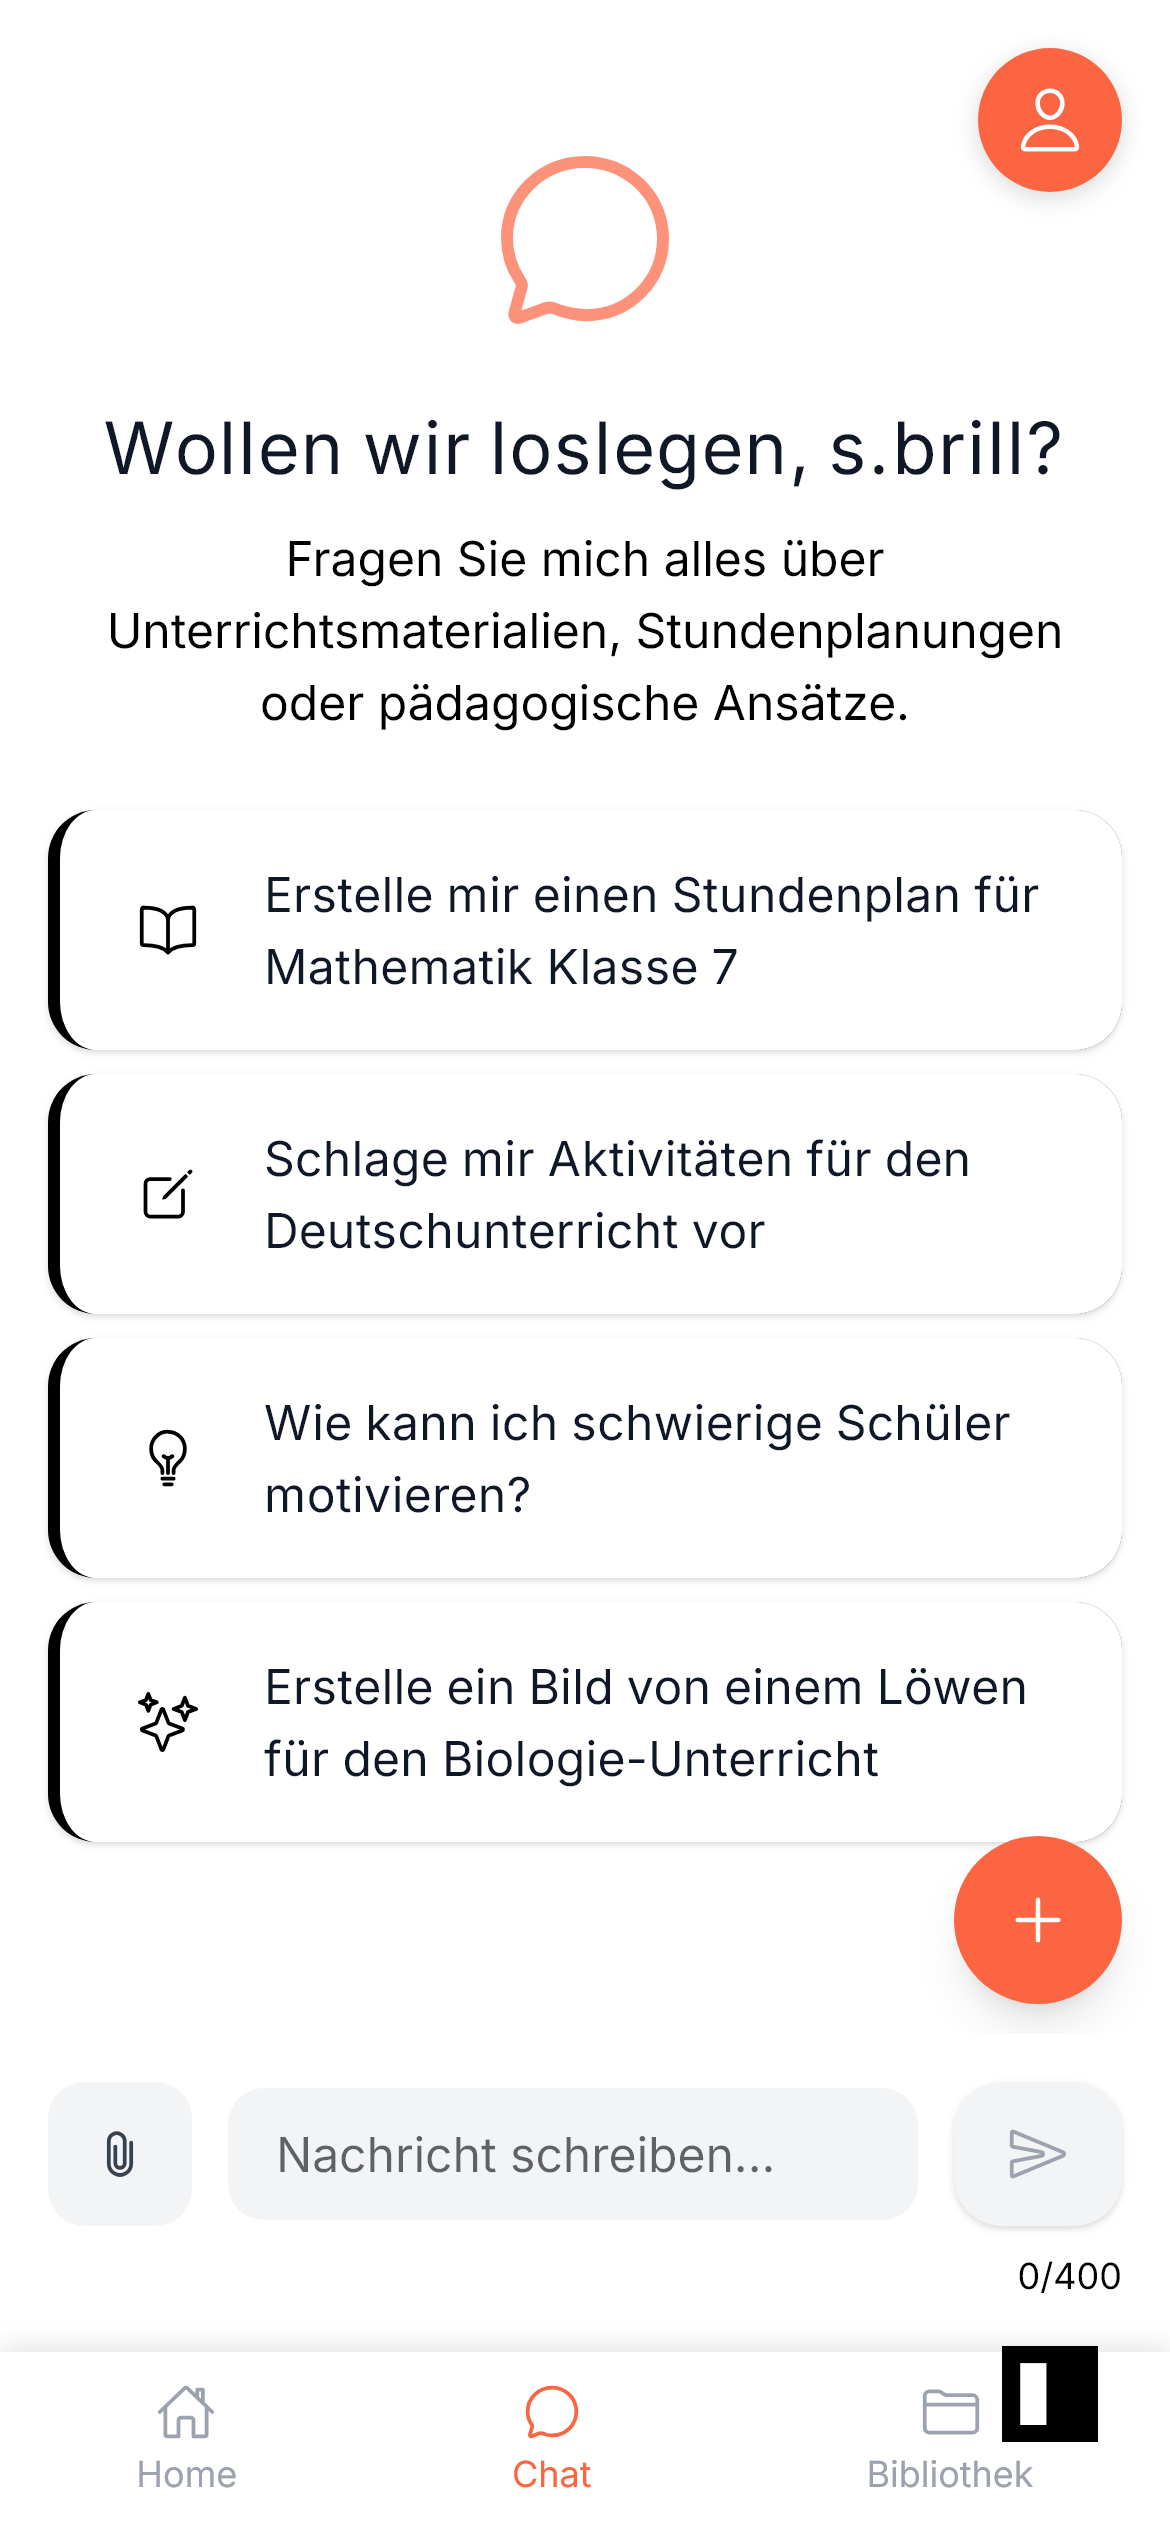 Wollen wir loslegen, s.brill?
Fragen Sie mich alles über
Unterrichtsmaterialien, Stundenplanungen
oder pädagogische Ansätze.
Erstelle mir einen Stundenplan für
Mathematik Klasse 7
Schlage mir Aktivitäten für den
Deutschunterricht vor
Wie kann ich schwierige Schüler
motivieren?
Erstelle ein Bild von einem Löwen
für den Biologie-Unterricht
Nachricht schreiben...
0/400
Home
Chat
Bibliothek